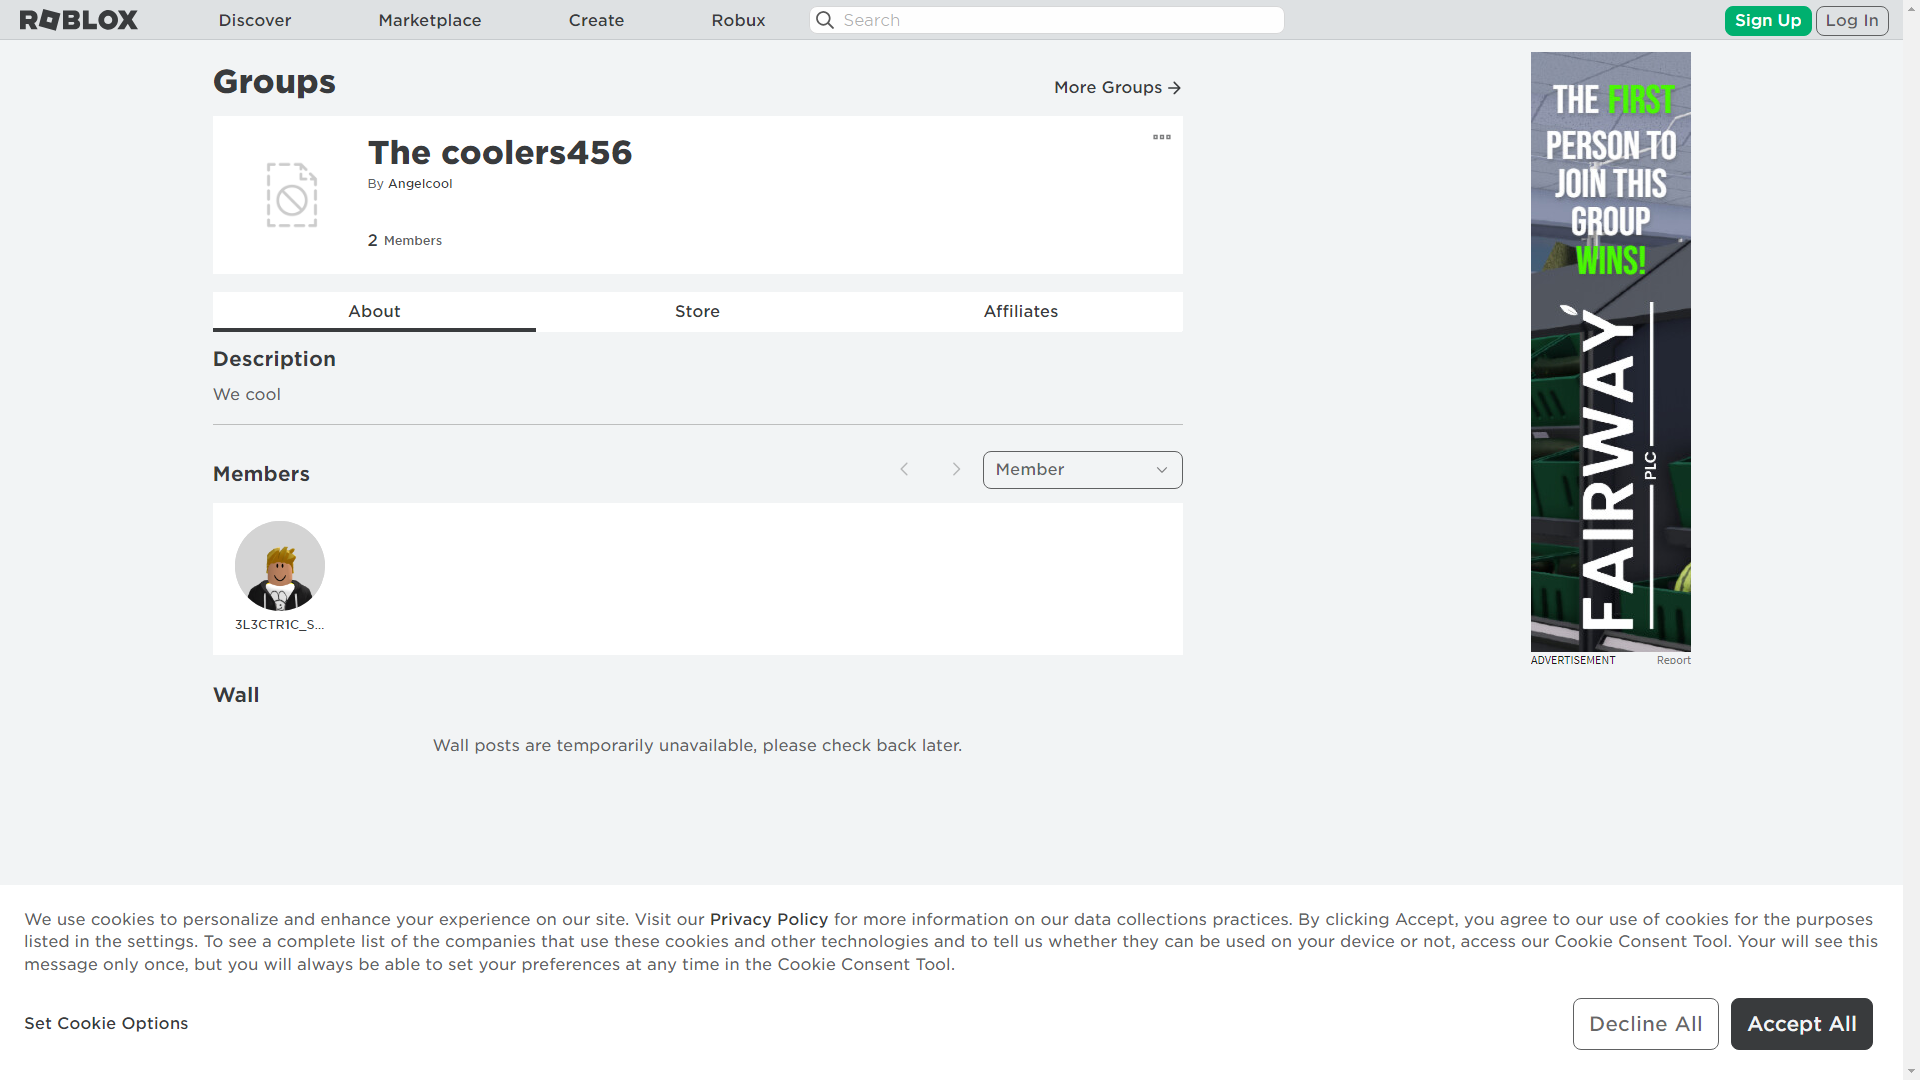 ROBLOX
Discover
Marketplace
Create
Robux
Search
Sign Up
Log In
Groups
More Groups
The coolers456
By Angelcool
2 Members
About
Store
Affiliates
Description
We cool
Members
Member
3L3CTR1C_S...
Wall
Wall posts are temporarily unavailable, please check back later.
THE FIRST
PERSON TO
JOIN THIS
GROUP
WINS!
FAIRWAY
PLC
ADVERTISEMENT
Report
We use cookies to personalize and enhance your experience on our site. Visit our Privacy Policy for more information on our data collections practices. By clicking Accept, you agree to our use of cookies for the purposes
listed in the settings. To see a complete list of the companies that use these cookies and other technologies and to tell us whether they can be used on your device or not, access our Cookie Consent Tool. Your will see this
message only once, but you will always be able to set your preferences at any time in the Cookie Consent Tool.
Set Cookie Options
Decline All
Accept All